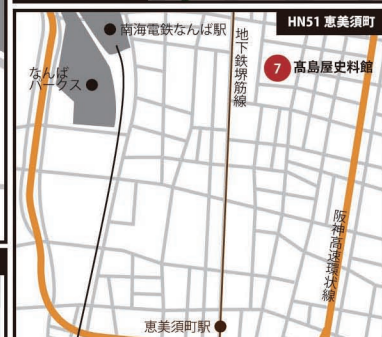 HN51 恵美須町
南海電鉄なんば駅
地下鉄堺筋線
7 髙島屋史料館
なんば
パークス
阪神高速環状線
恵美須町駅